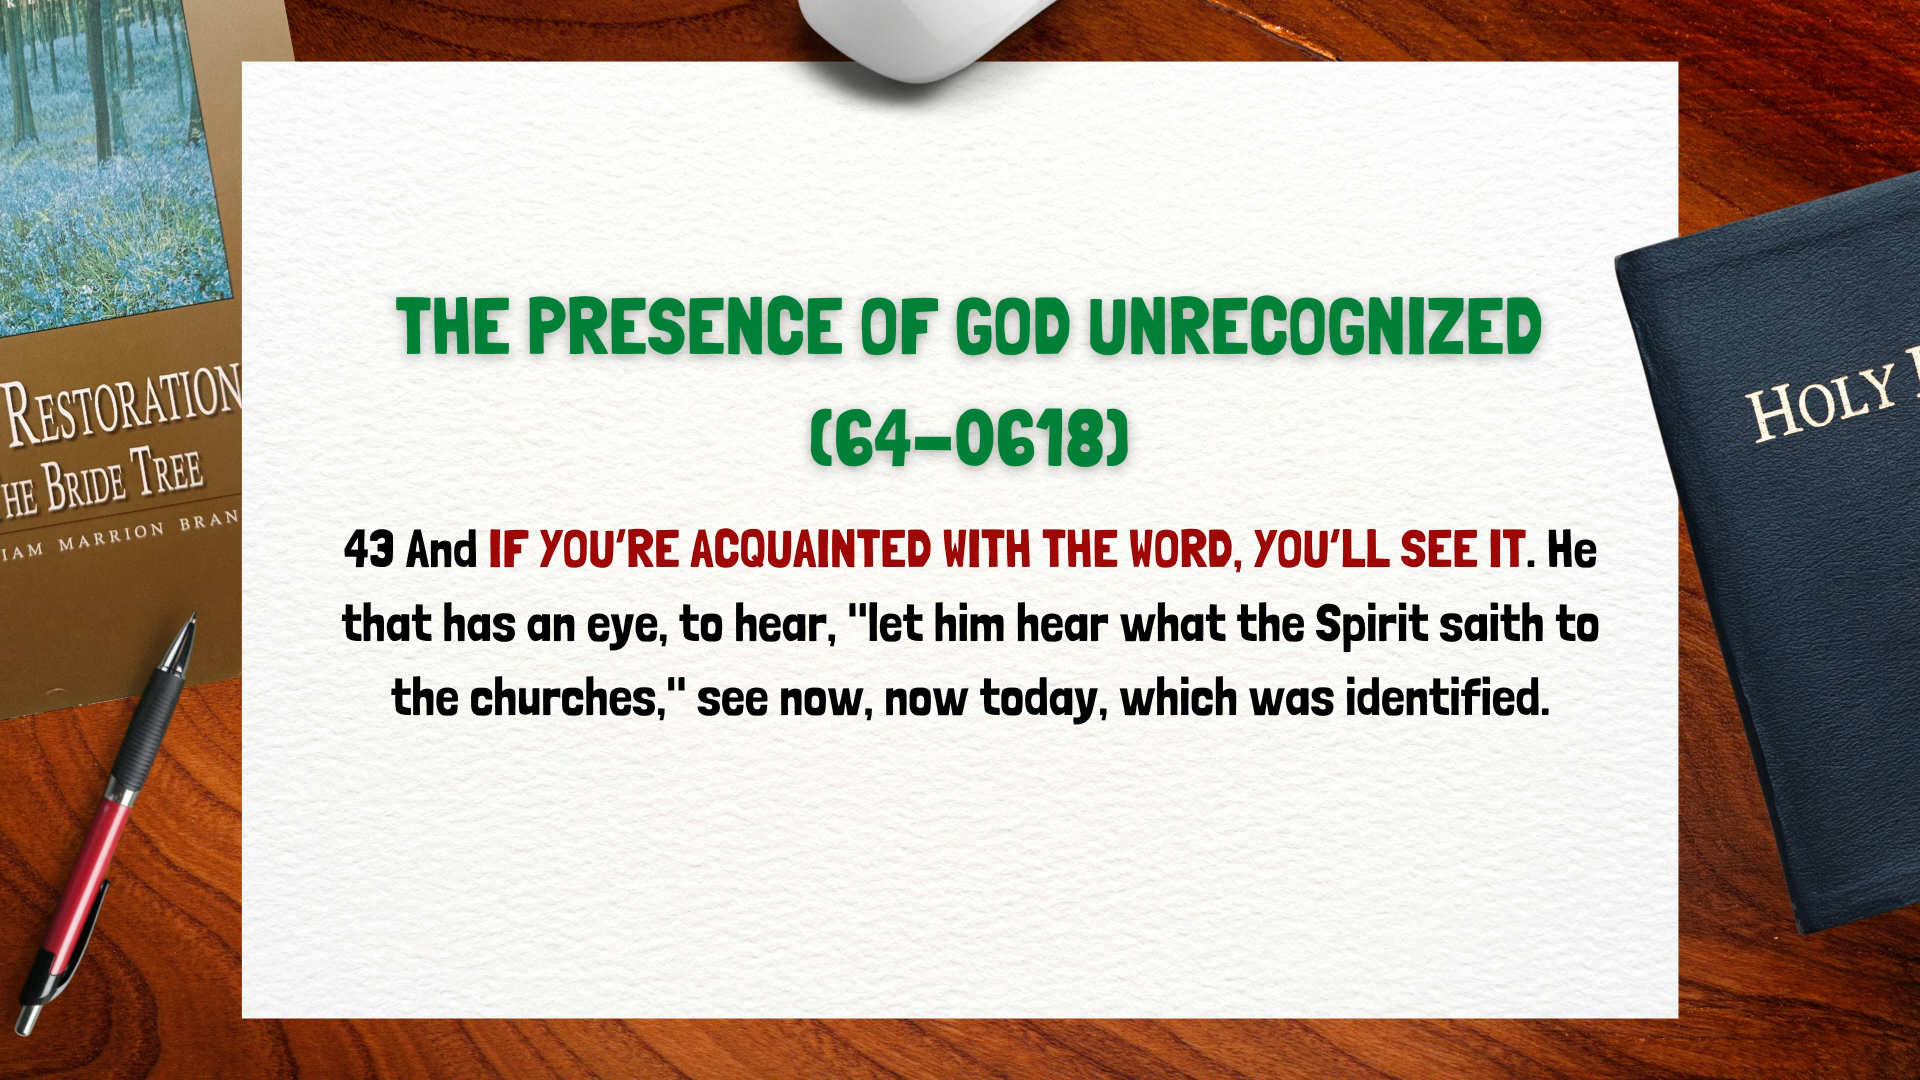 RESTORATION
HE BRIDE TREE
IAM MARRION BRAN
THE PRESENCE OF GOD UNRECOGNIZED
(64-0618)
43 And IF YOU'RE ACQUAINTED WITH THE WORD, YOU'LL SEE IT. He
that has an eye, to hear, "let him hear what the Spirit saith to
the churches," see now, now today, which was identified.
HOLY